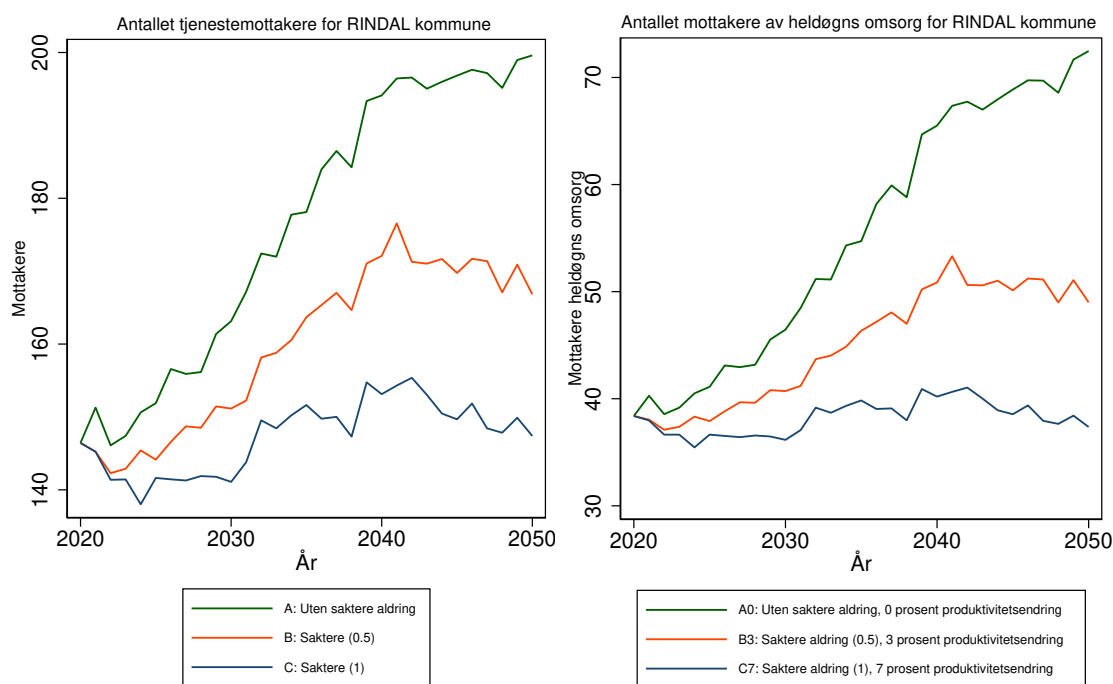 Antallet tjenestemottakere for RINDAL kommune
Mottakere
200
180
160
140
2020
2030
2040
2050
År
A: Uten saktere aldring
B: Saktere (0.5)
C: Saktere (1)
Antallet mottakere av heldøgns omsorg for RINDAL kommune
Mottakere heldøgns omsorg
70
60
50
40
30
2020
2030
2040
2050
År
A0: Uten saktere aldring, 0 prosent produktivitetsendring
B3: Saktere aldring (0.5), 3 prosent produktivitetsendring
C7: Saktere aldring (1), 7 prosent produktivitetsendring